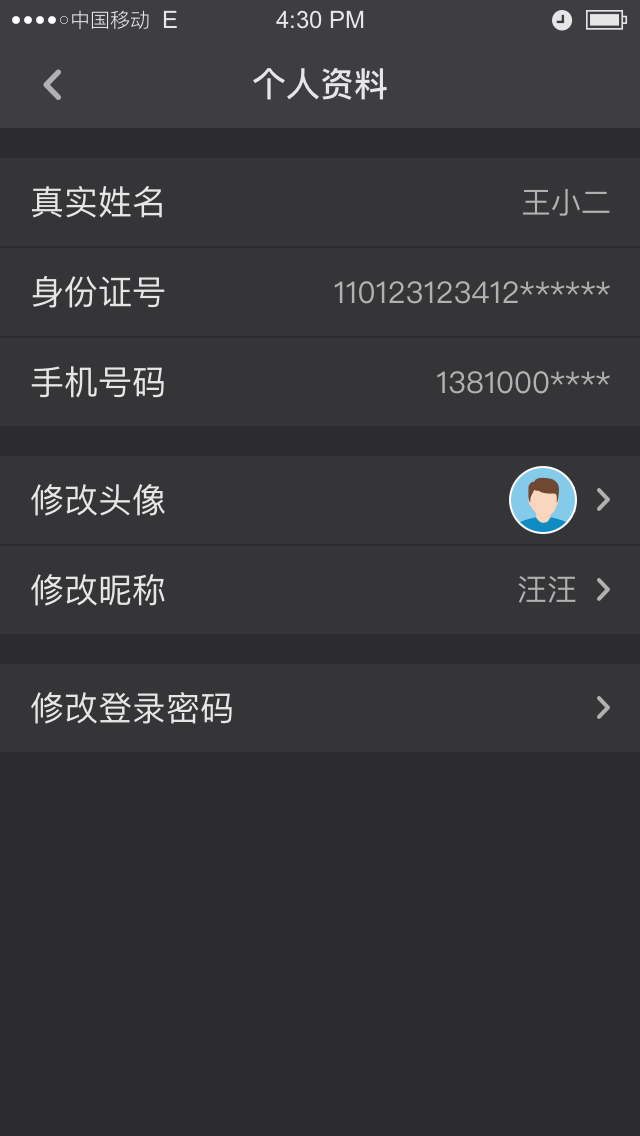 中国移动 E 4:30 PM
个人资料
真实姓名 王小二
身份证号 110123123412******
手机号码 1381000****
修改头像
修改昵称 汪汪
修改登录密码